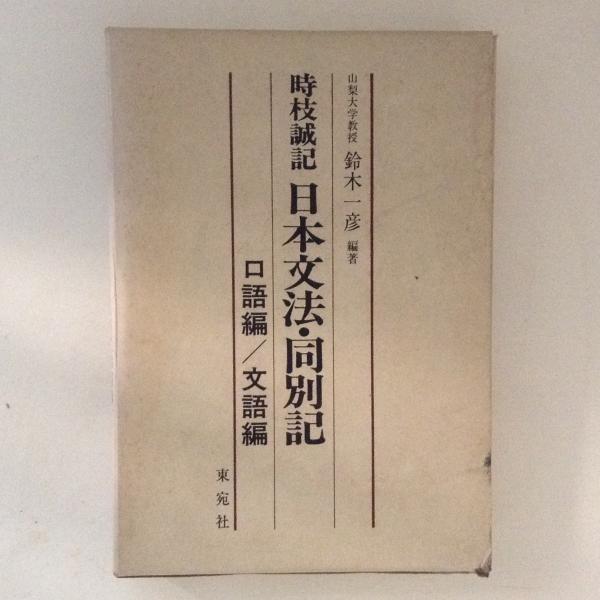 山梨大学教授 鈴木一彦 編著
時枝誠記 日本文法・同別記
口語編／文語編
東宛社